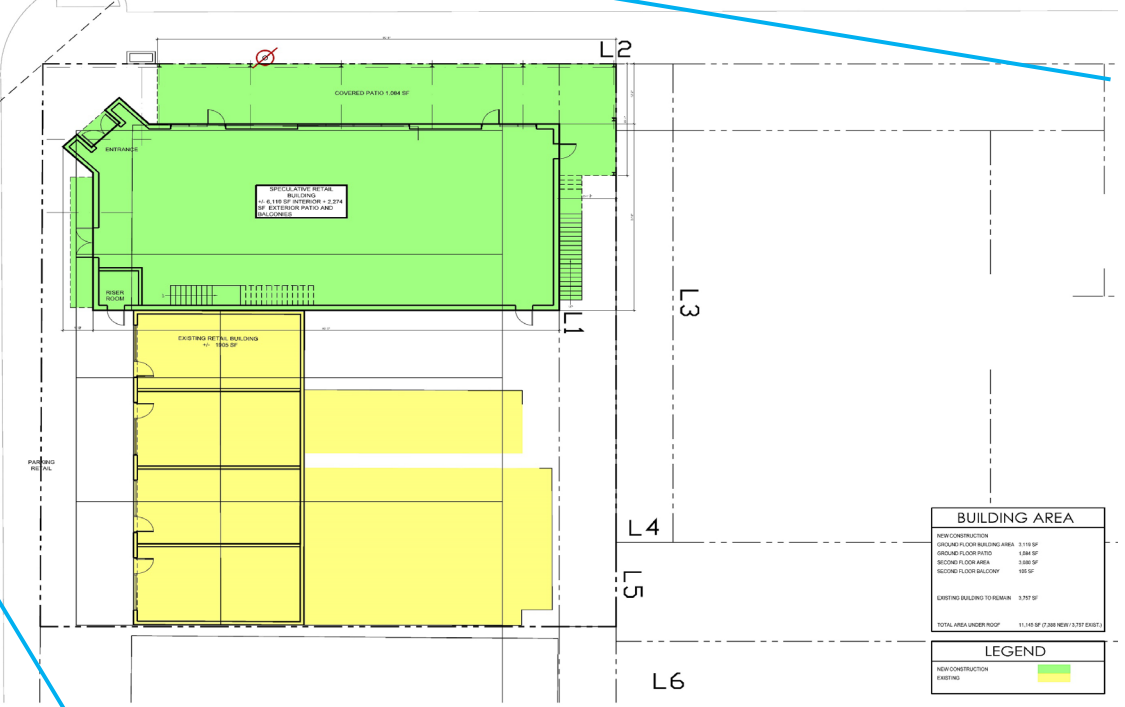 L2
COVERED PATIO 1,084 SF
ENTRANCE
SPECULATIVE RETAIL
BUILDING
+/- 6,119 SF INTERIOR + 2,274
SF EXTERIOR PATIO AND
BALCONIES
RISER
ROOM
L1
L3
EXISTING RETAIL BUILDING
+/- 1905 SF
PARKING
RETAIL
L4
L5
L6
BUILDING AREA
NEW CONSTRUCTION
GROUND FLOOR BUILDING AREA 3,119 SF
GROUND FLOOR PATIO 1,084 SF
SECOND FLOOR AREA 3,080 SF
SECOND FLOOR BALCONY 105 SF
EXISTING BUILDING TO REMAIN 3,757 SF
TOTAL AREA UNDER ROOF 11,145 SF (7,388 NEW / 3,757 EXIST.)
LEGEND
NEW CONSTRUCTION
EXISTING